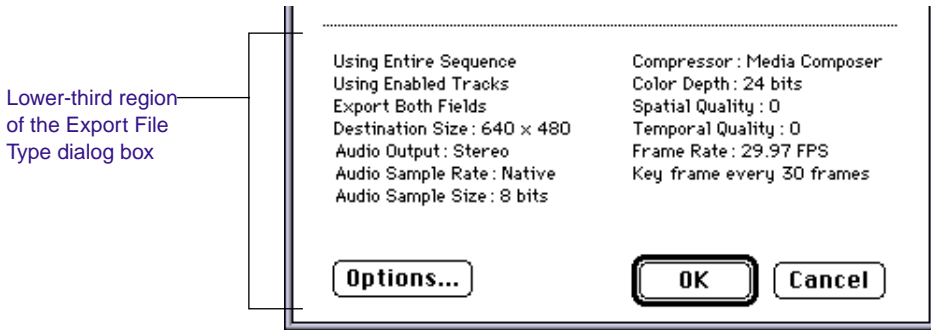 Lower-third region
of the Export File
Type dialog box
Using Entire Sequence
Using Enabled Tracks
Export Both Fields
Destination Size : 640 × 480
Audio Output : Stereo
Audio Sample Rate : Native
Audio Sample Size : 8 bits
Compressor : Media Composer
Color Depth : 24 bits
Spatial Quality : 0
Temporal Quality : 0
Frame Rate : 29.97 FPS
Key frame every 30 frames
Options...
OK
Cancel